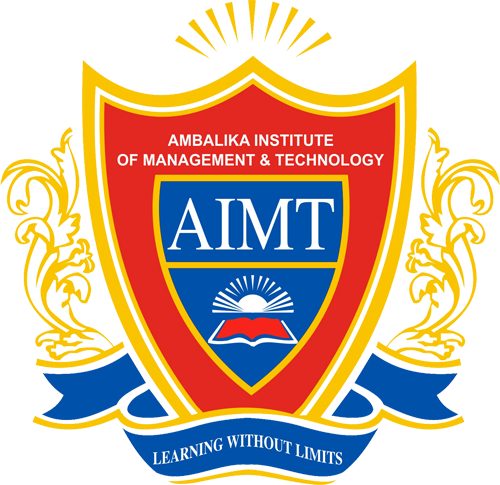 AMBALIKA INSTITUTE
OF MANAGEMENT & TECHNOLOGY
AIMT
LEARNING WITHOUT LIMITS